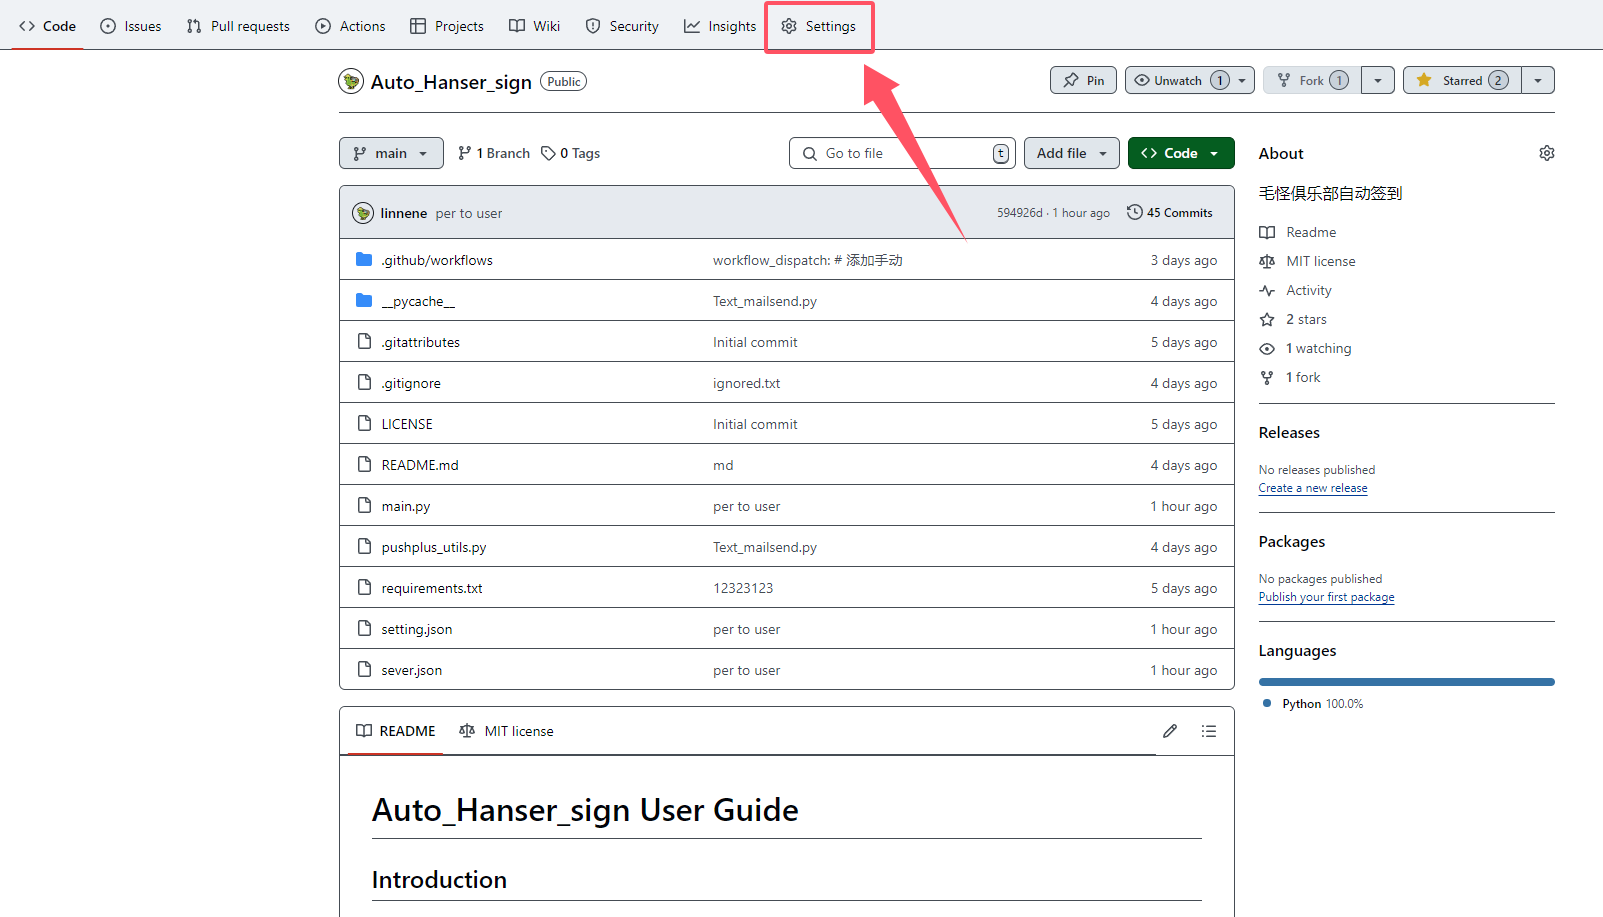 Code Issues Pull requests Actions Projects Wiki Security Insights Settings
Auto_Hanser_sign Public Pin Unwatch 1 Fork 1 Starred 2
main 1 Branch 0 Tags Go to file t Add file Code
linnene per to user 594926d · 1 hour ago 45 Commits
.github/workflows workflow_dispatch: # 添加手动 3 days ago
__pycache__ Text_mailsend.py 4 days ago
.gitattributes Initial commit 5 days ago
.gitignore ignored.txt 4 days ago
LICENSE Initial commit 5 days ago
README.md md 4 days ago
main.py per to user 1 hour ago
pushplus_utils.py Text_mailsend.py 4 days ago
requirements.txt 12323123 5 days ago
setting.json per to user 1 hour ago
sever.json per to user 1 hour ago
README MIT license
Auto_Hanser_sign User Guide
Introduction
About
毛怪俱乐部自动签到
Readme
MIT license
Activity
2 stars
1 watching
1 fork
Releases
No releases published
Create a new release
Packages
No packages published
Publish your first package
Languages
Python 100.0%